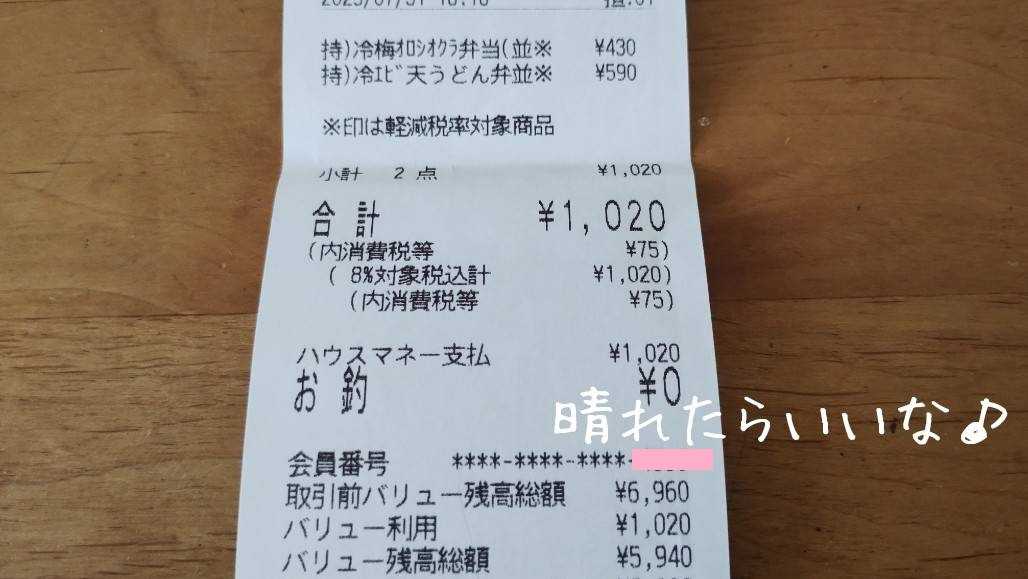 持)冷梅ｵﾛｼｵｸﾗ弁当(並※ ¥430
持)冷ｴﾋﾞ天うどん弁並※ ¥590
※印は軽減税率対象商品
小計 2点 ¥1,020
合計 ¥1,020
(内消費税等 ¥75)
( 8%対象税込計 ¥1,020)
(内消費税等 ¥75)
ハウスマネー支払 ¥1,020
お釣 ¥0
晴れたらいいな♪
会員番号 ****-****-****-
取引前バリュー残高総額 ¥6,960
バリュー利用 ¥1,020
バリュー残高総額 ¥5,940